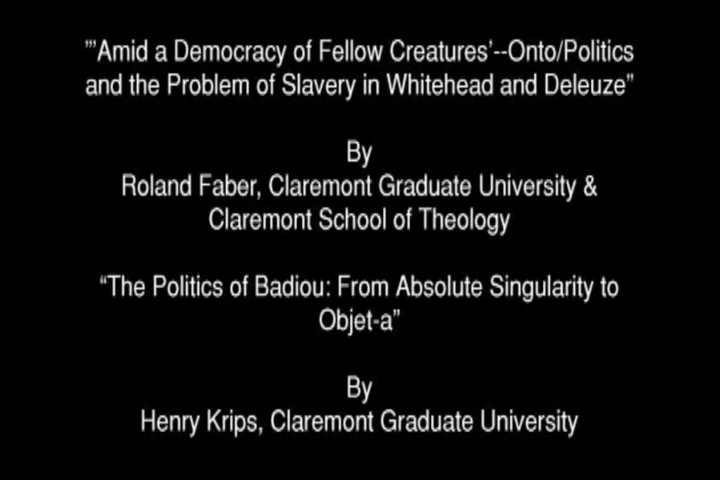 "'Amid a Democracy of Fellow Creatures'--Onto/Politics
and the Problem of Slavery in Whitehead and Deleuze”
By
Roland Faber, Claremont Graduate University &
Claremont School of Theology
“The Politics of Badiou: From Absolute Singularity to
Objet-a”
By
Henry Krips, Claremont Graduate University